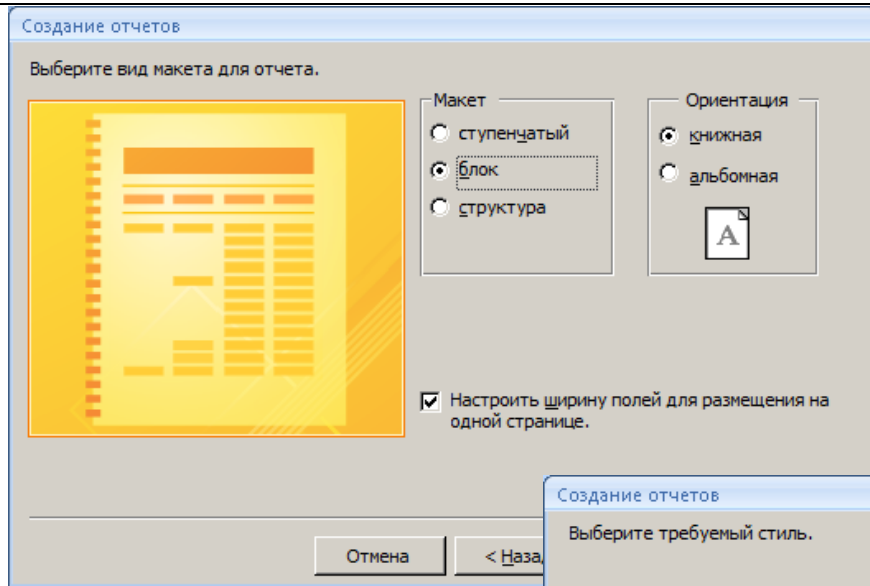 Создание отчетов
Выберите вид макета для отчета.
Макет
ступенчатый
блок
структура
Ориентация
книжная
альбомная
A
Настроить ширину полей для размещения на
одной странице.
Отмена
<
Создание отчетов
Выберите требуемый стиль.